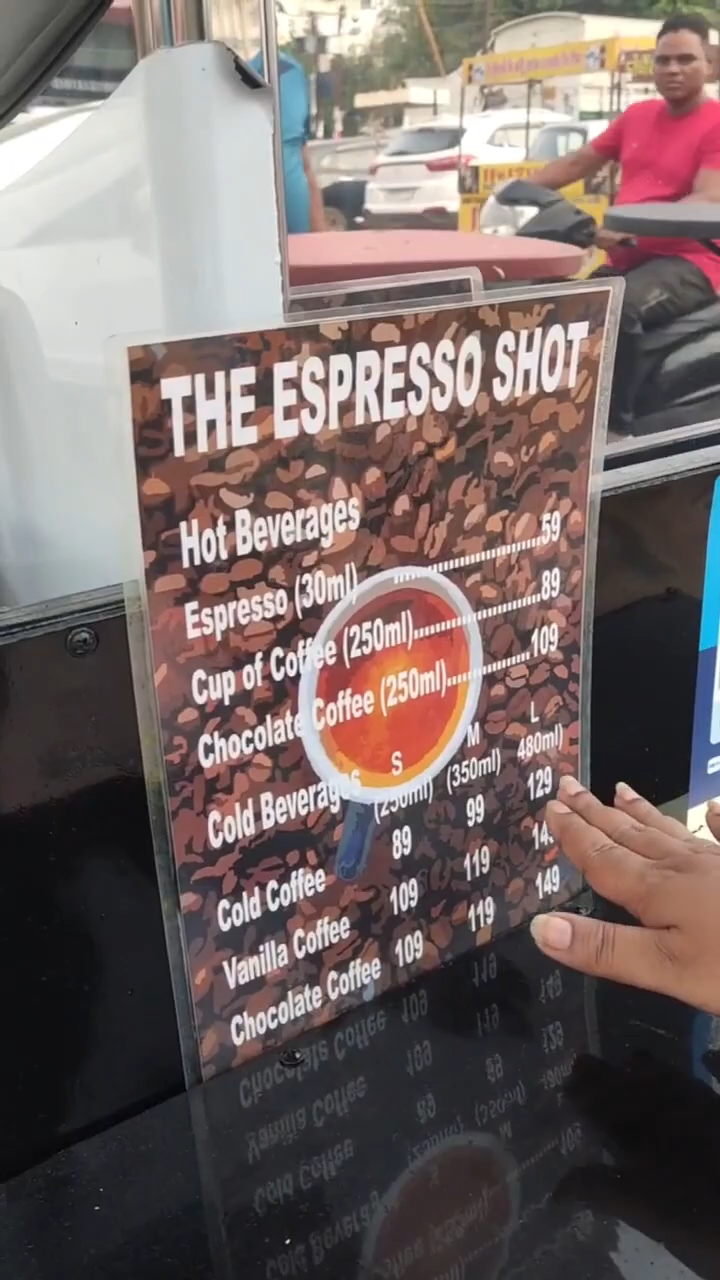 THE ESPRESSO SHOT
Hot Beverages
Espresso (30ml) ......................59
Cup of Coffee (250ml)......................89
Chocolate Coffee (250ml)..............109
Cold Beverages S M L
(250ml) (350ml) 480ml)
Cold Coffee 89 99 129
Vanilla Coffee 109 119
Chocolate Coffee 109 119 149